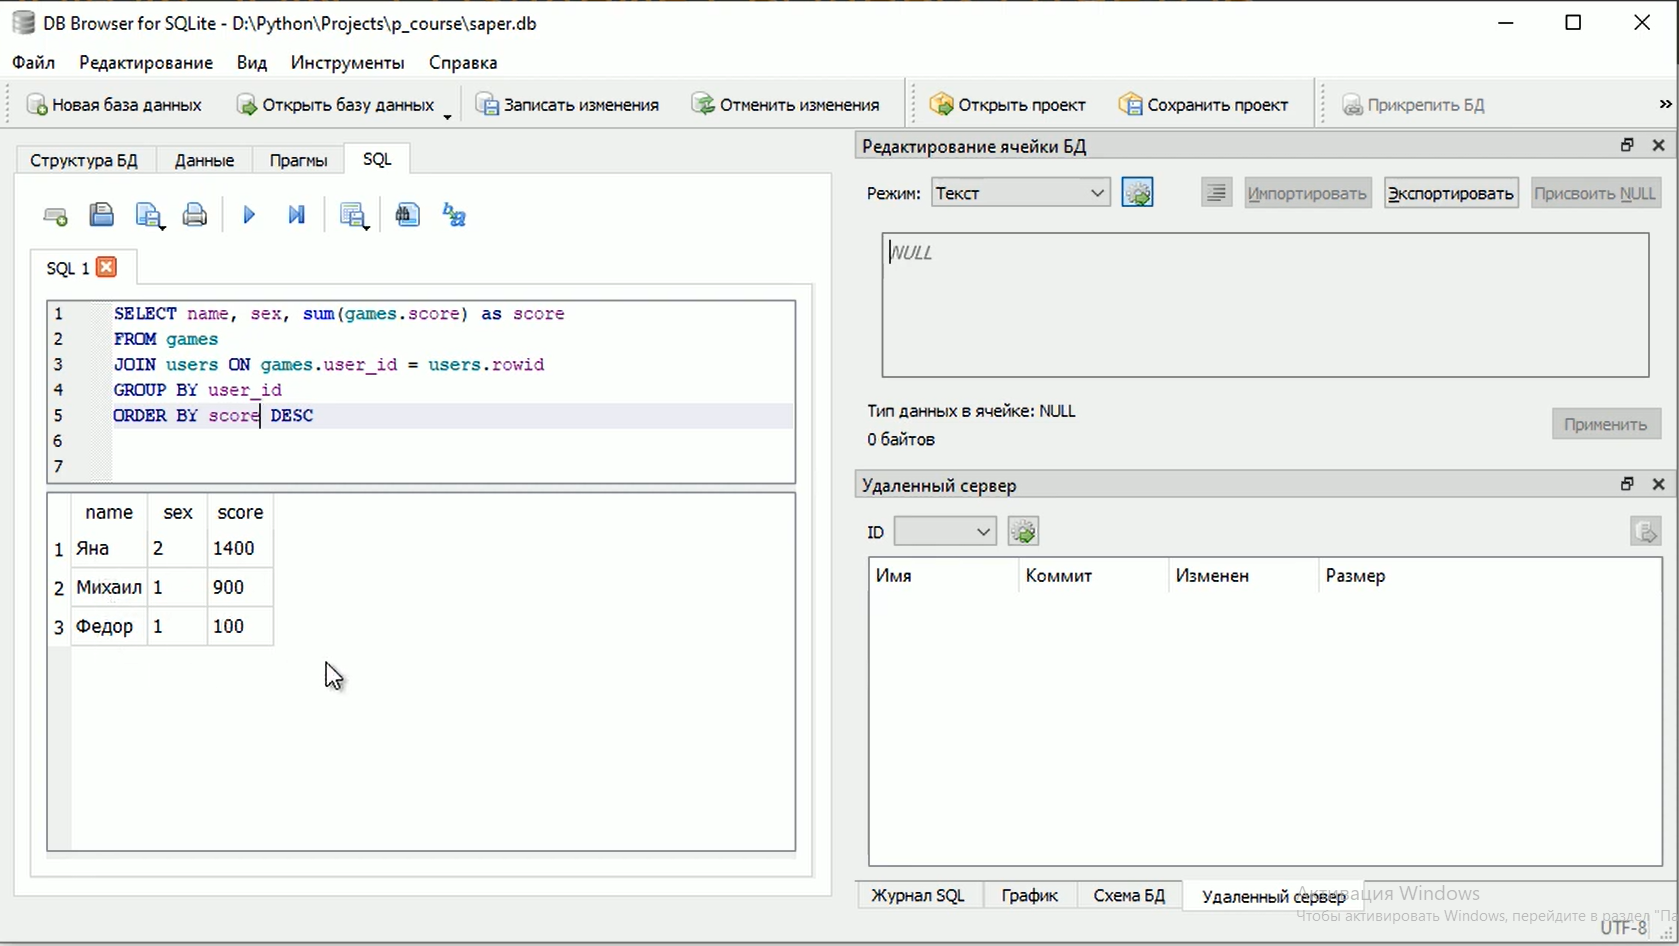 DB Browser for SQLite - D:\Python\Projects\p_course\saper.db
Файл Редактирование Вид Инструменты Справка
Новая база данных Открыть базу данных Записать изменения Отменить изменения Открыть проект Сохранить проект Прикрепить БД »
Структура БД Данные Прагмы SQL
SQL 1
1 SELECT name, sex, sum(games.score) as score
2 FROM games
3 JOIN users ON games.user_id = users.rowid
4 GROUP BY user_id
5 ORDER BY score DESC
6
7
name sex score
1 Яна 2 1400
2 Михаил 1 900
3 Федор 1 100
Редактирование ячейки БД
Режим: Текст Импортировать Экспортировать Присвоить NULL
NULL
Тип данных в ячейке: NULL
0 байтов
Применить
Удаленный сервер
ID
Имя Коммит Изменен Размер
Журнал SQL График Схема БД Удаленный сервер
Активация Windows
Чтобы активировать Windows, перейдите в раздел "Па
UTF-8